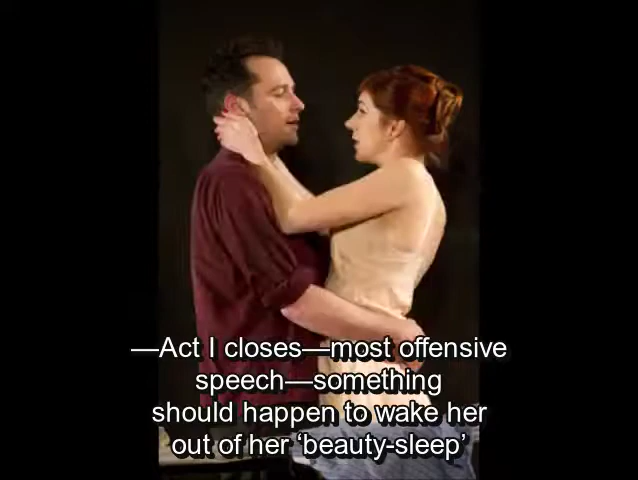 —Act I closes—most offensive
speech—something
should happen to wake her
out of her ‘beauty-sleep’